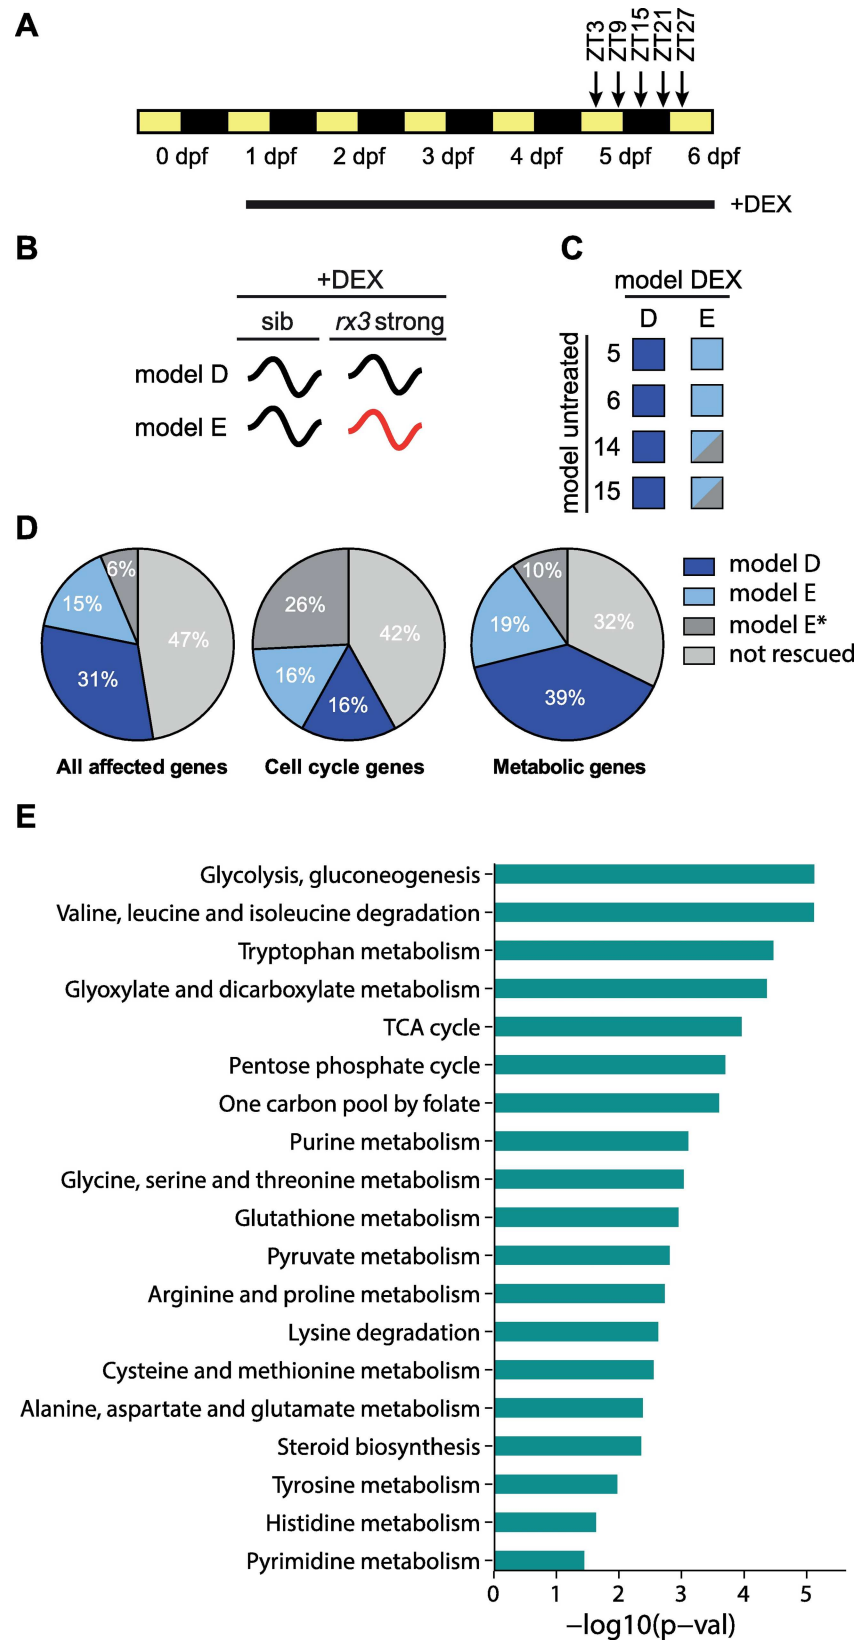 A
ZT3
ZT9
ZT15
ZT21
ZT27
0 dpf 1 dpf 2 dpf 3 dpf 4 dpf 5 dpf 6 dpf
+DEX
B
+DEX
sib rx3 strong
model D
model E
C
model DEX
D E
model untreated
5
6
14
15
D
6%
15%
47%
31%
All affected genes
26%
42%
16%
16%
Cell cycle genes
10%
32%
19%
39%
Metabolic genes
model D
model E
model E*
not rescued
E
Glycolysis, gluconeogenesis
Valine, leucine and isoleucine degradation
Tryptophan metabolism
Glyoxylate and dicarboxylate metabolism
TCA cycle
Pentose phosphate cycle
One carbon pool by folate
Purine metabolism
Glycine, serine and threonine metabolism
Glutathione metabolism
Pyruvate metabolism
Arginine and proline metabolism
Lysine degradation
Cysteine and methionine metabolism
Alanine, aspartate and glutamate metabolism
Steroid biosynthesis
Tyrosine metabolism
Histidine metabolism
Pyrimidine metabolism
0 1 2 3 4 5
−log10(p−val)